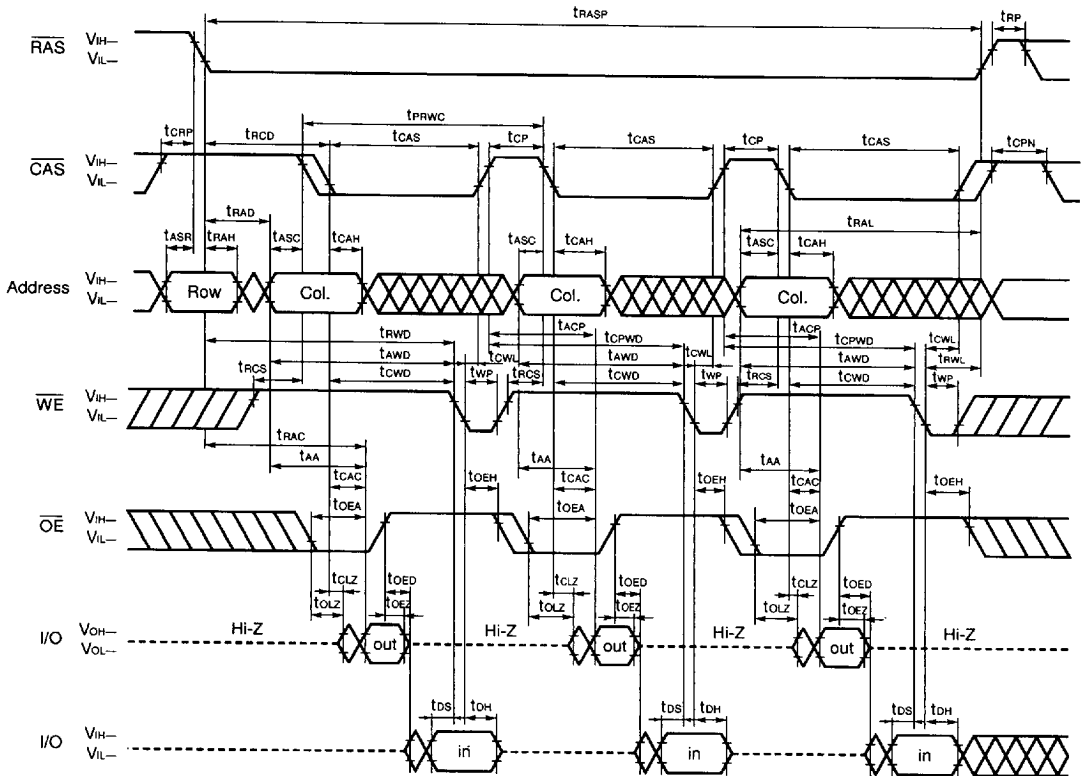 tRASP
tRP
RAS
VIH—
VIL—
tPRWC
tCRP
tRCD
tCAS
tCP
tCAS
tCP
tCAS
tCPN
CAS
VIH—
VIL—
tRAD
tRAL
tASR
tRAH
tASC
tCAH
tASC
tCAH
tASC
tCAH
Address
VIH—
VIL—
Row
Col.
Col.
Col.
tACP
tACP
tRWD
tCPWD
tCPWD
tCWL
tAWD
tCWL
tAWD
tCWL
tAWD
tRWL
tRCS
tCWD
tWP
tRCS
tCWD
tWP
tRCS
tCWD
tWP
WE
VIH—
VIL—
tRAC
tAA
tAA
tAA
tCAC
tOEH
tCAC
tOEH
tCAC
tOEH
tOEA
tOEA
tOEA
OE
VIH—
VIL—
tCLZ
tOED
tCLZ
tOED
tCLZ
tOED
tOLZ
tOEZ
tOLZ
tOEZ
tOLZ
tOEZ
I/O
VOH—
VOL—
Hi-Z
out
Hi-Z
out
Hi-Z
out
Hi-Z
tDS
tDH
tDS
tDH
tDS
tDH
I/O
VIH—
VIL—
in
in
in